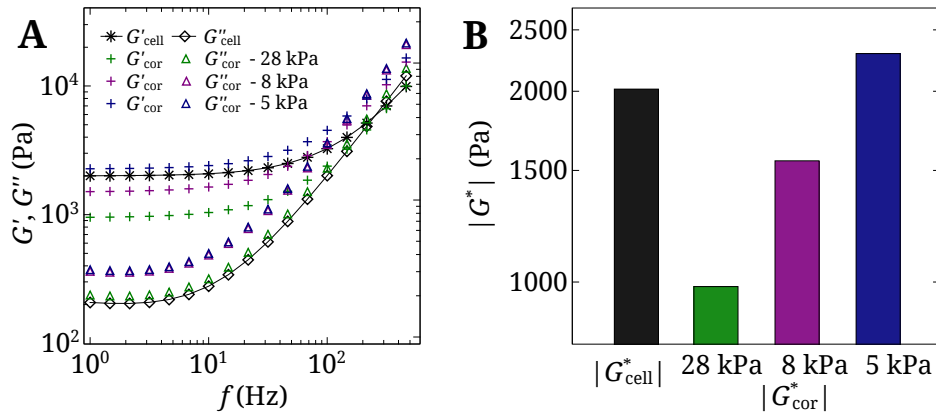 A
G′cell G″cell
G′cor G″cor - 28 kPa
G′cor G″cor - 8 kPa
G′cor G″cor - 5 kPa
10⁴
10³
10²
G′, G″ (Pa)
10⁰ 10¹ 10² 10³
f (Hz)
B
2500
2000
1500
1000
|G*| (Pa)
|G*cell| 28 kPa 8 kPa 5 kPa
|G*cor|